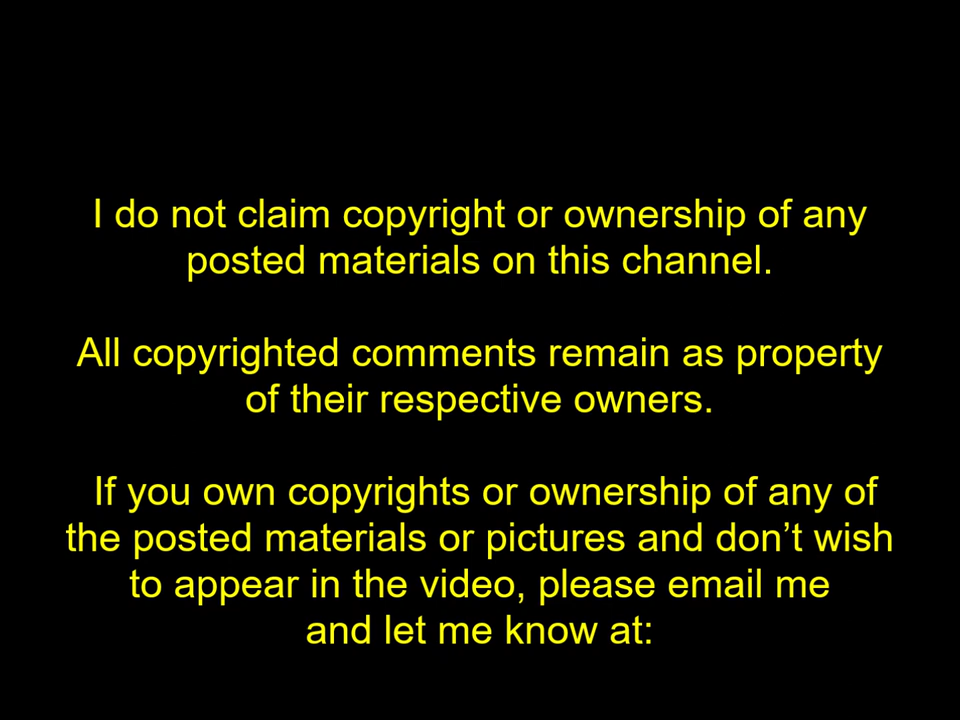 I do not claim copyright or ownership of any
posted materials on this channel.
All copyrighted comments remain as property
of their respective owners.
If you own copyrights or ownership of any of
the posted materials or pictures and don’t wish
to appear in the video, please email me
and let me know at: